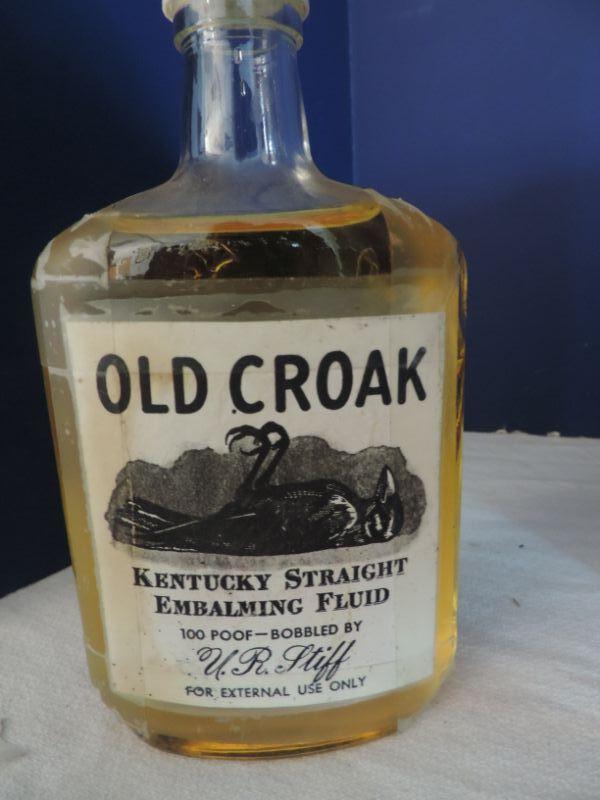 OLD CROAK
KENTUCKY STRAIGHT
EMBALMING FLUID
100 POOF—BOBBLED BY
U. R. Stiff
FOR EXTERNAL USE ONLY